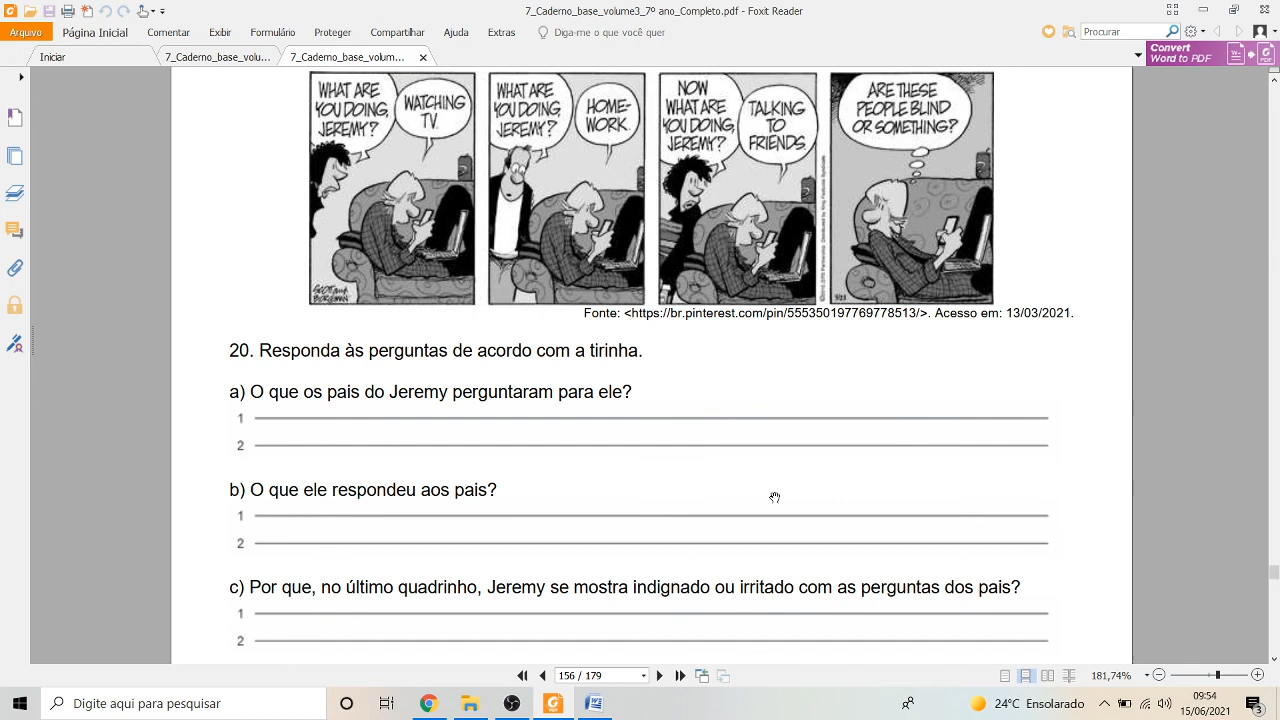 7_Caderno_base_volume3_7º ano_Completo.pdf - Foxit Reader
Arquivo Página Inicial Comentar Exibir Formulário Proteger Compartilhar Ajuda Extras Diga-me o que você quer Procurar
Iniciar 7_Caderno_base_volu... 7_Caderno_base_volum...
Convert
Word to PDF
WHAT ARE
YOU DOING,
JEREMY?
WATCHING
TV.
WHAT ARE
YOU DOING,
JEREMY?
HOME-
WORK.
NOW
WHAT ARE
YOU DOING,
JEREMY?
TALKING
TO
FRIENDS.
ARE THESE
PEOPLE BLIND
OR SOMETHING?
Fonte: <https://br.pinterest.com/pin/555350197769778513/>. Acesso em: 13/03/2021.
20. Responda às perguntas de acordo com a tirinha.
a) O que os pais do Jeremy perguntaram para ele?
1
2
b) O que ele respondeu aos pais?
1
2
c) Por que, no último quadrinho, Jeremy se mostra indignado ou irritado com as perguntas dos pais?
1
2
156 / 179
181,74%
Digite aqui para pesquisar
24°C Ensolarado
09:54
15/06/2021
3